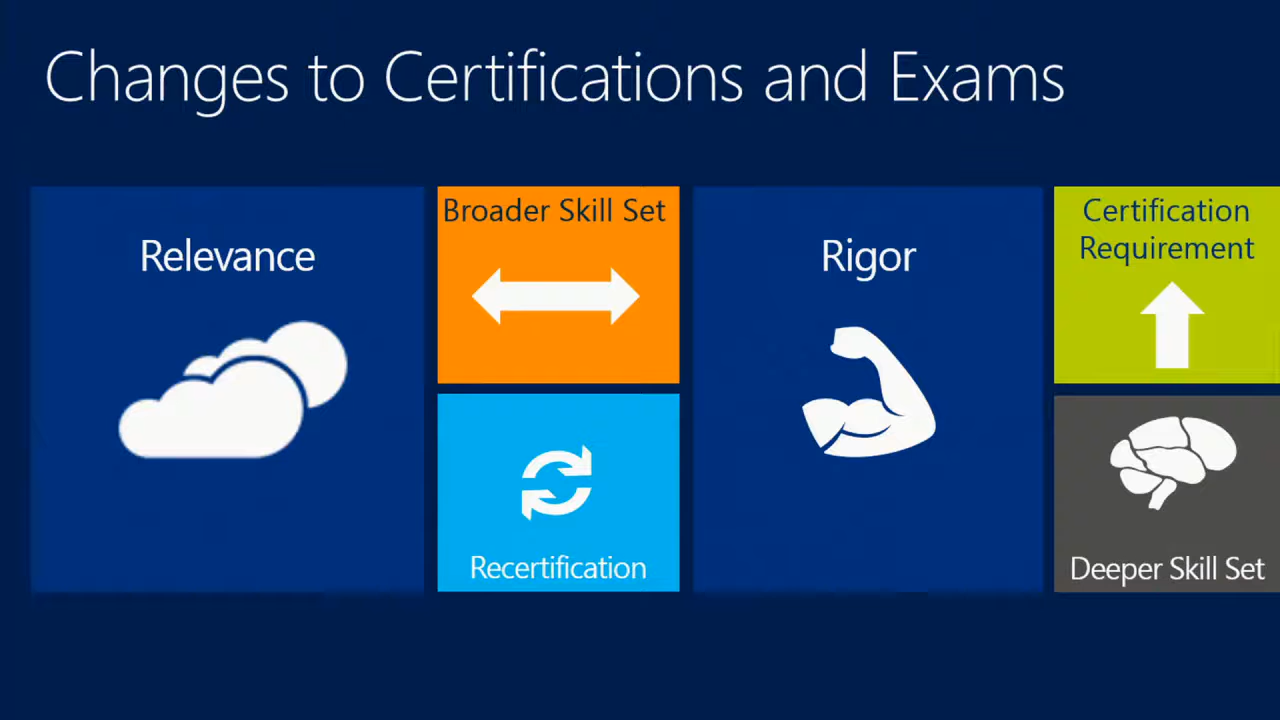 Changes to Certifications and Exams
Relevance
Broader Skill Set
Recertification
Rigor
Certification
Requirement
Deeper Skill Set